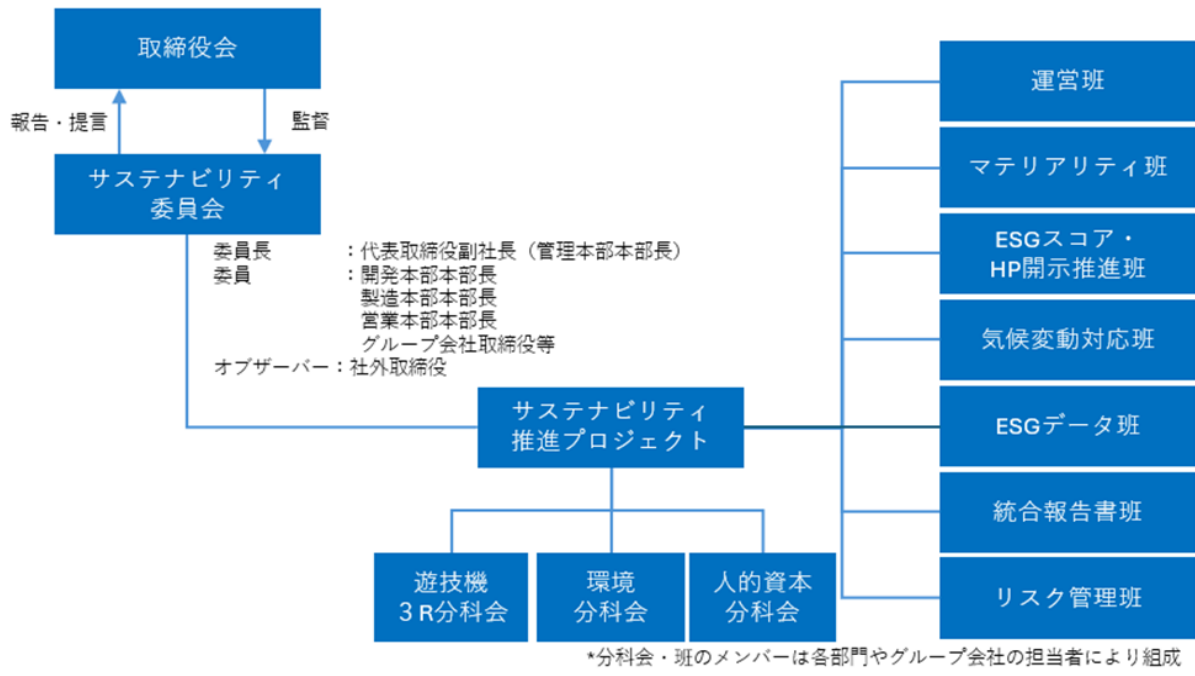 取締役会
報告・提言
監督
サステナビリティ
委員会
委員長　　　：代表取締役副社長（管理本部本部長）
委員　　　　：開発本部本部長
製造本部本部長
営業本部本部長
グループ会社取締役等
オブザーバー：社外取締役
サステナビリティ
推進プロジェクト
遊技機
３R分科会
環境
分科会
人的資本
分科会
運営班
マテリアリティ班
ESGスコア・
HP開示推進班
気候変動対応班
ESGデータ班
統合報告書班
リスク管理班
*分科会・班のメンバーは各部門やグループ会社の担当者により組成